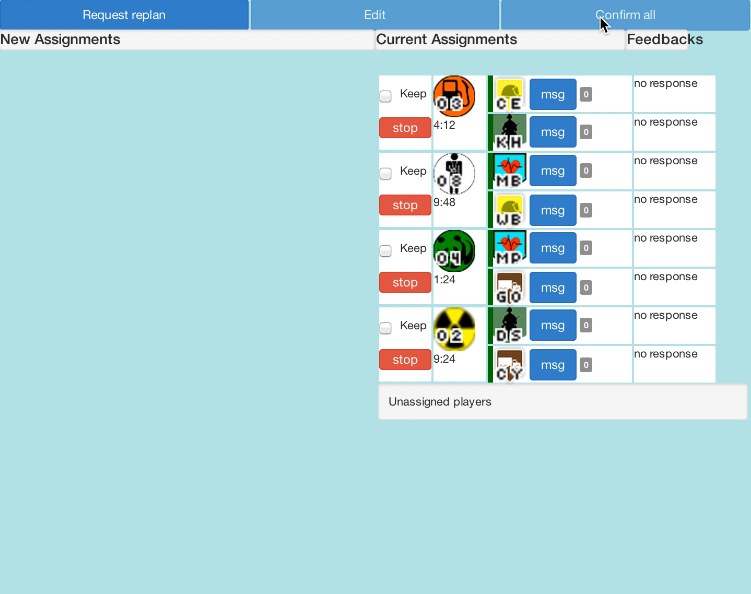 Request replan
Edit
Confirm all
New Assignments
Current Assignments
Feedbacks
Keep
03
CE
msg
0
no response
stop
4:12
KH
msg
0
no response
Keep
08
MB
msg
0
no response
stop
9:48
WB
msg
0
no response
Keep
04
MP
msg
0
no response
stop
1:24
GO
msg
0
no response
Keep
02
DS
msg
0
no response
stop
9:24
CY
msg
0
no response
Unassigned players